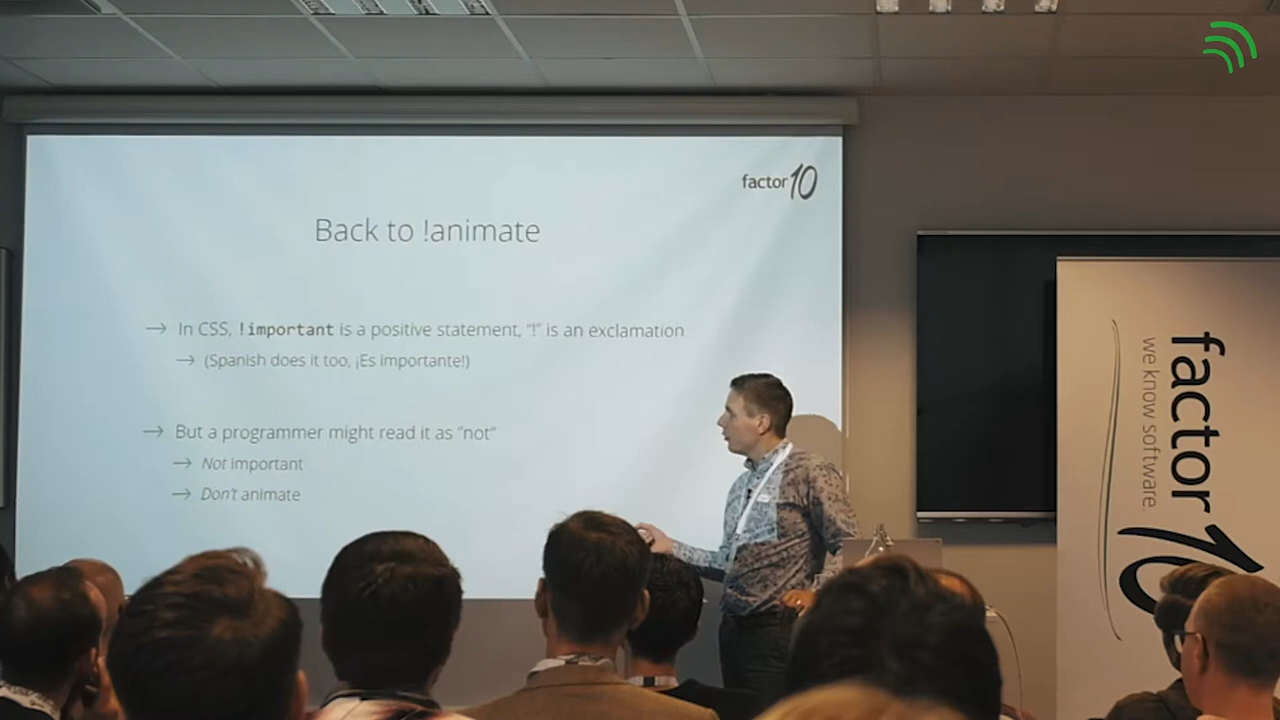 factor10
Back to !animate
→ In CSS, !important is a positive statement, “!” is an exclamation
→ (Spanish does it too, ¡Es importante!)
→ But a programmer might read it as “not”
→ Not important
→ Don’t animate
factor10
we know software.